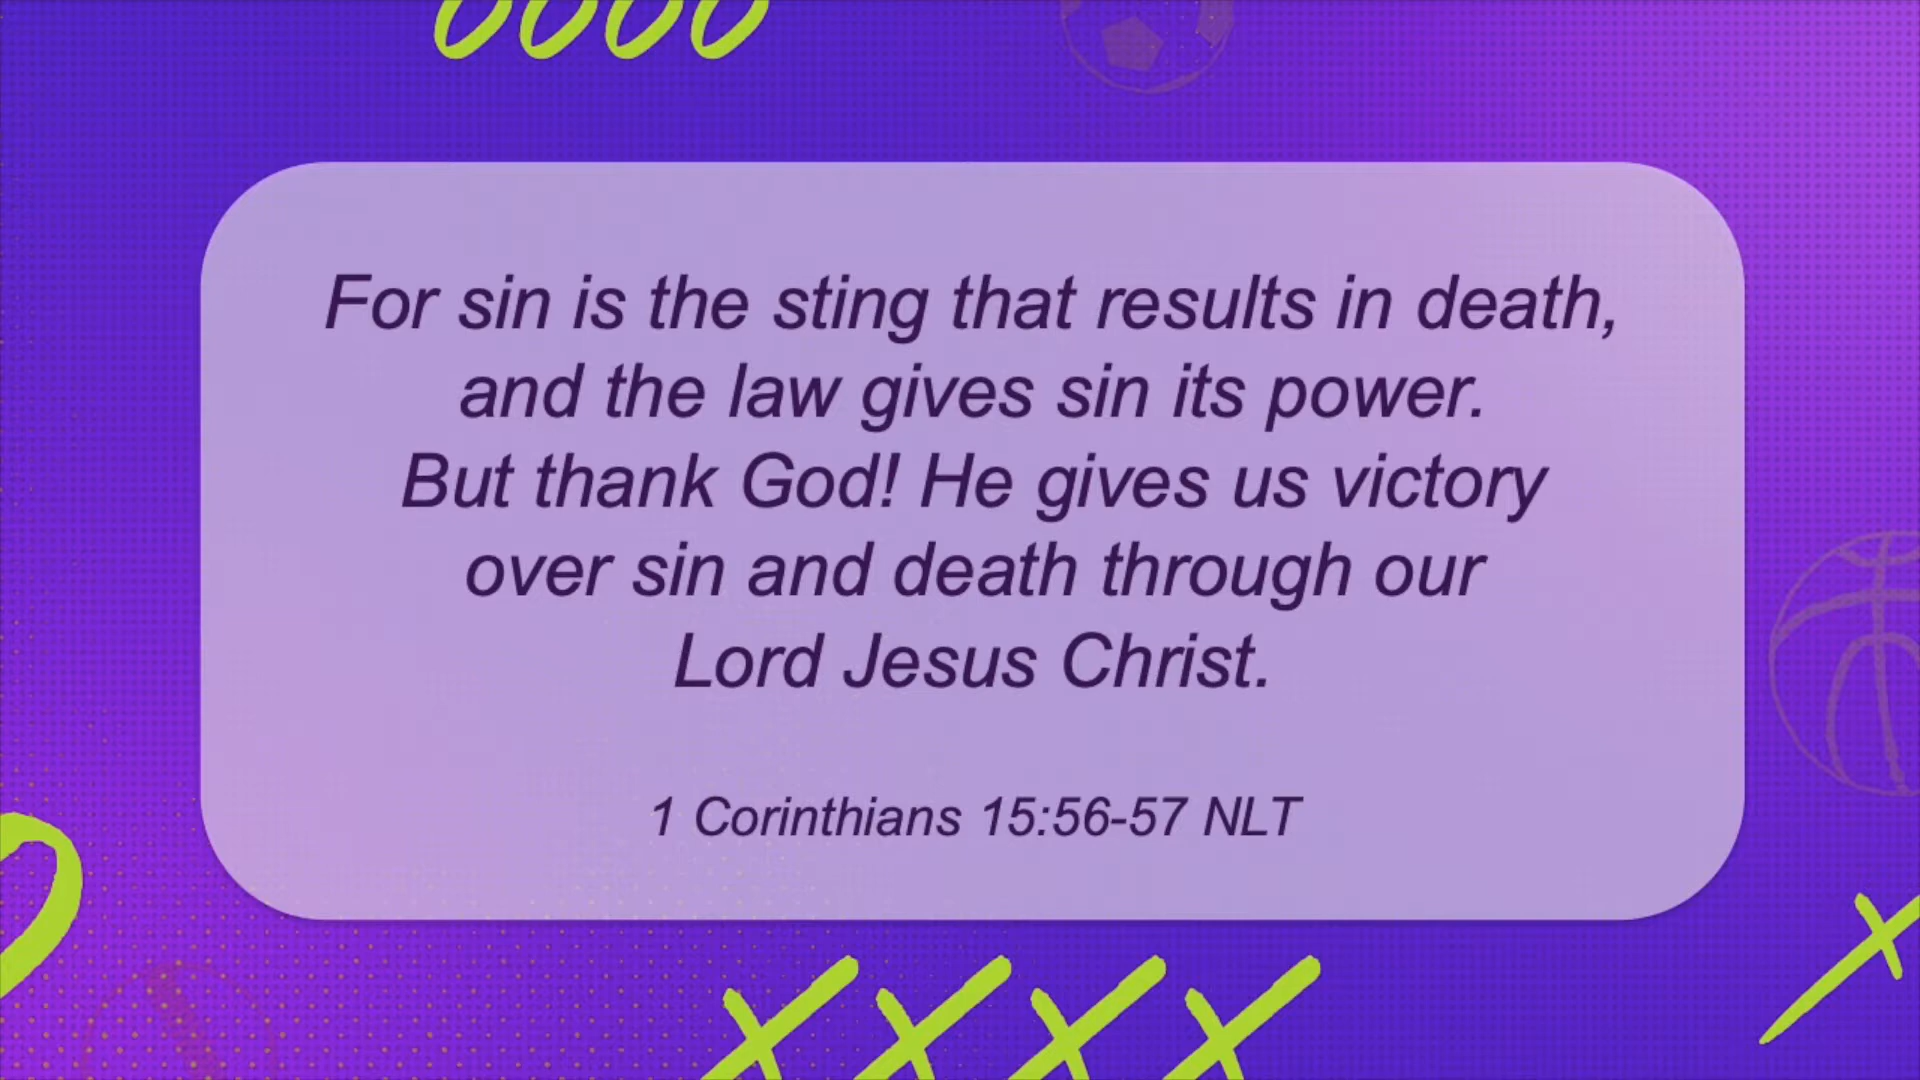 For sin is the sting that results in death,
and the law gives sin its power.
But thank God! He gives us victory
over sin and death through our
Lord Jesus Christ.
1 Corinthians 15:56-57 NLT